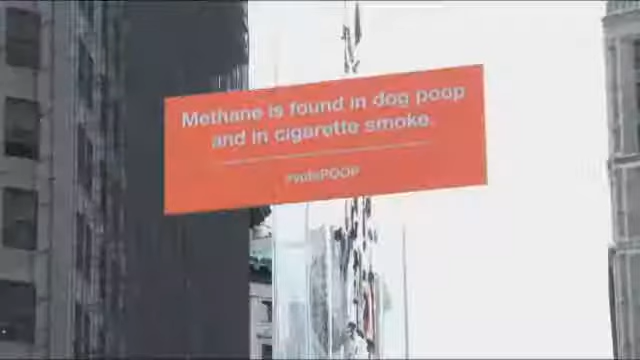 Methane is found in dog poop
and in cigarette smoke.